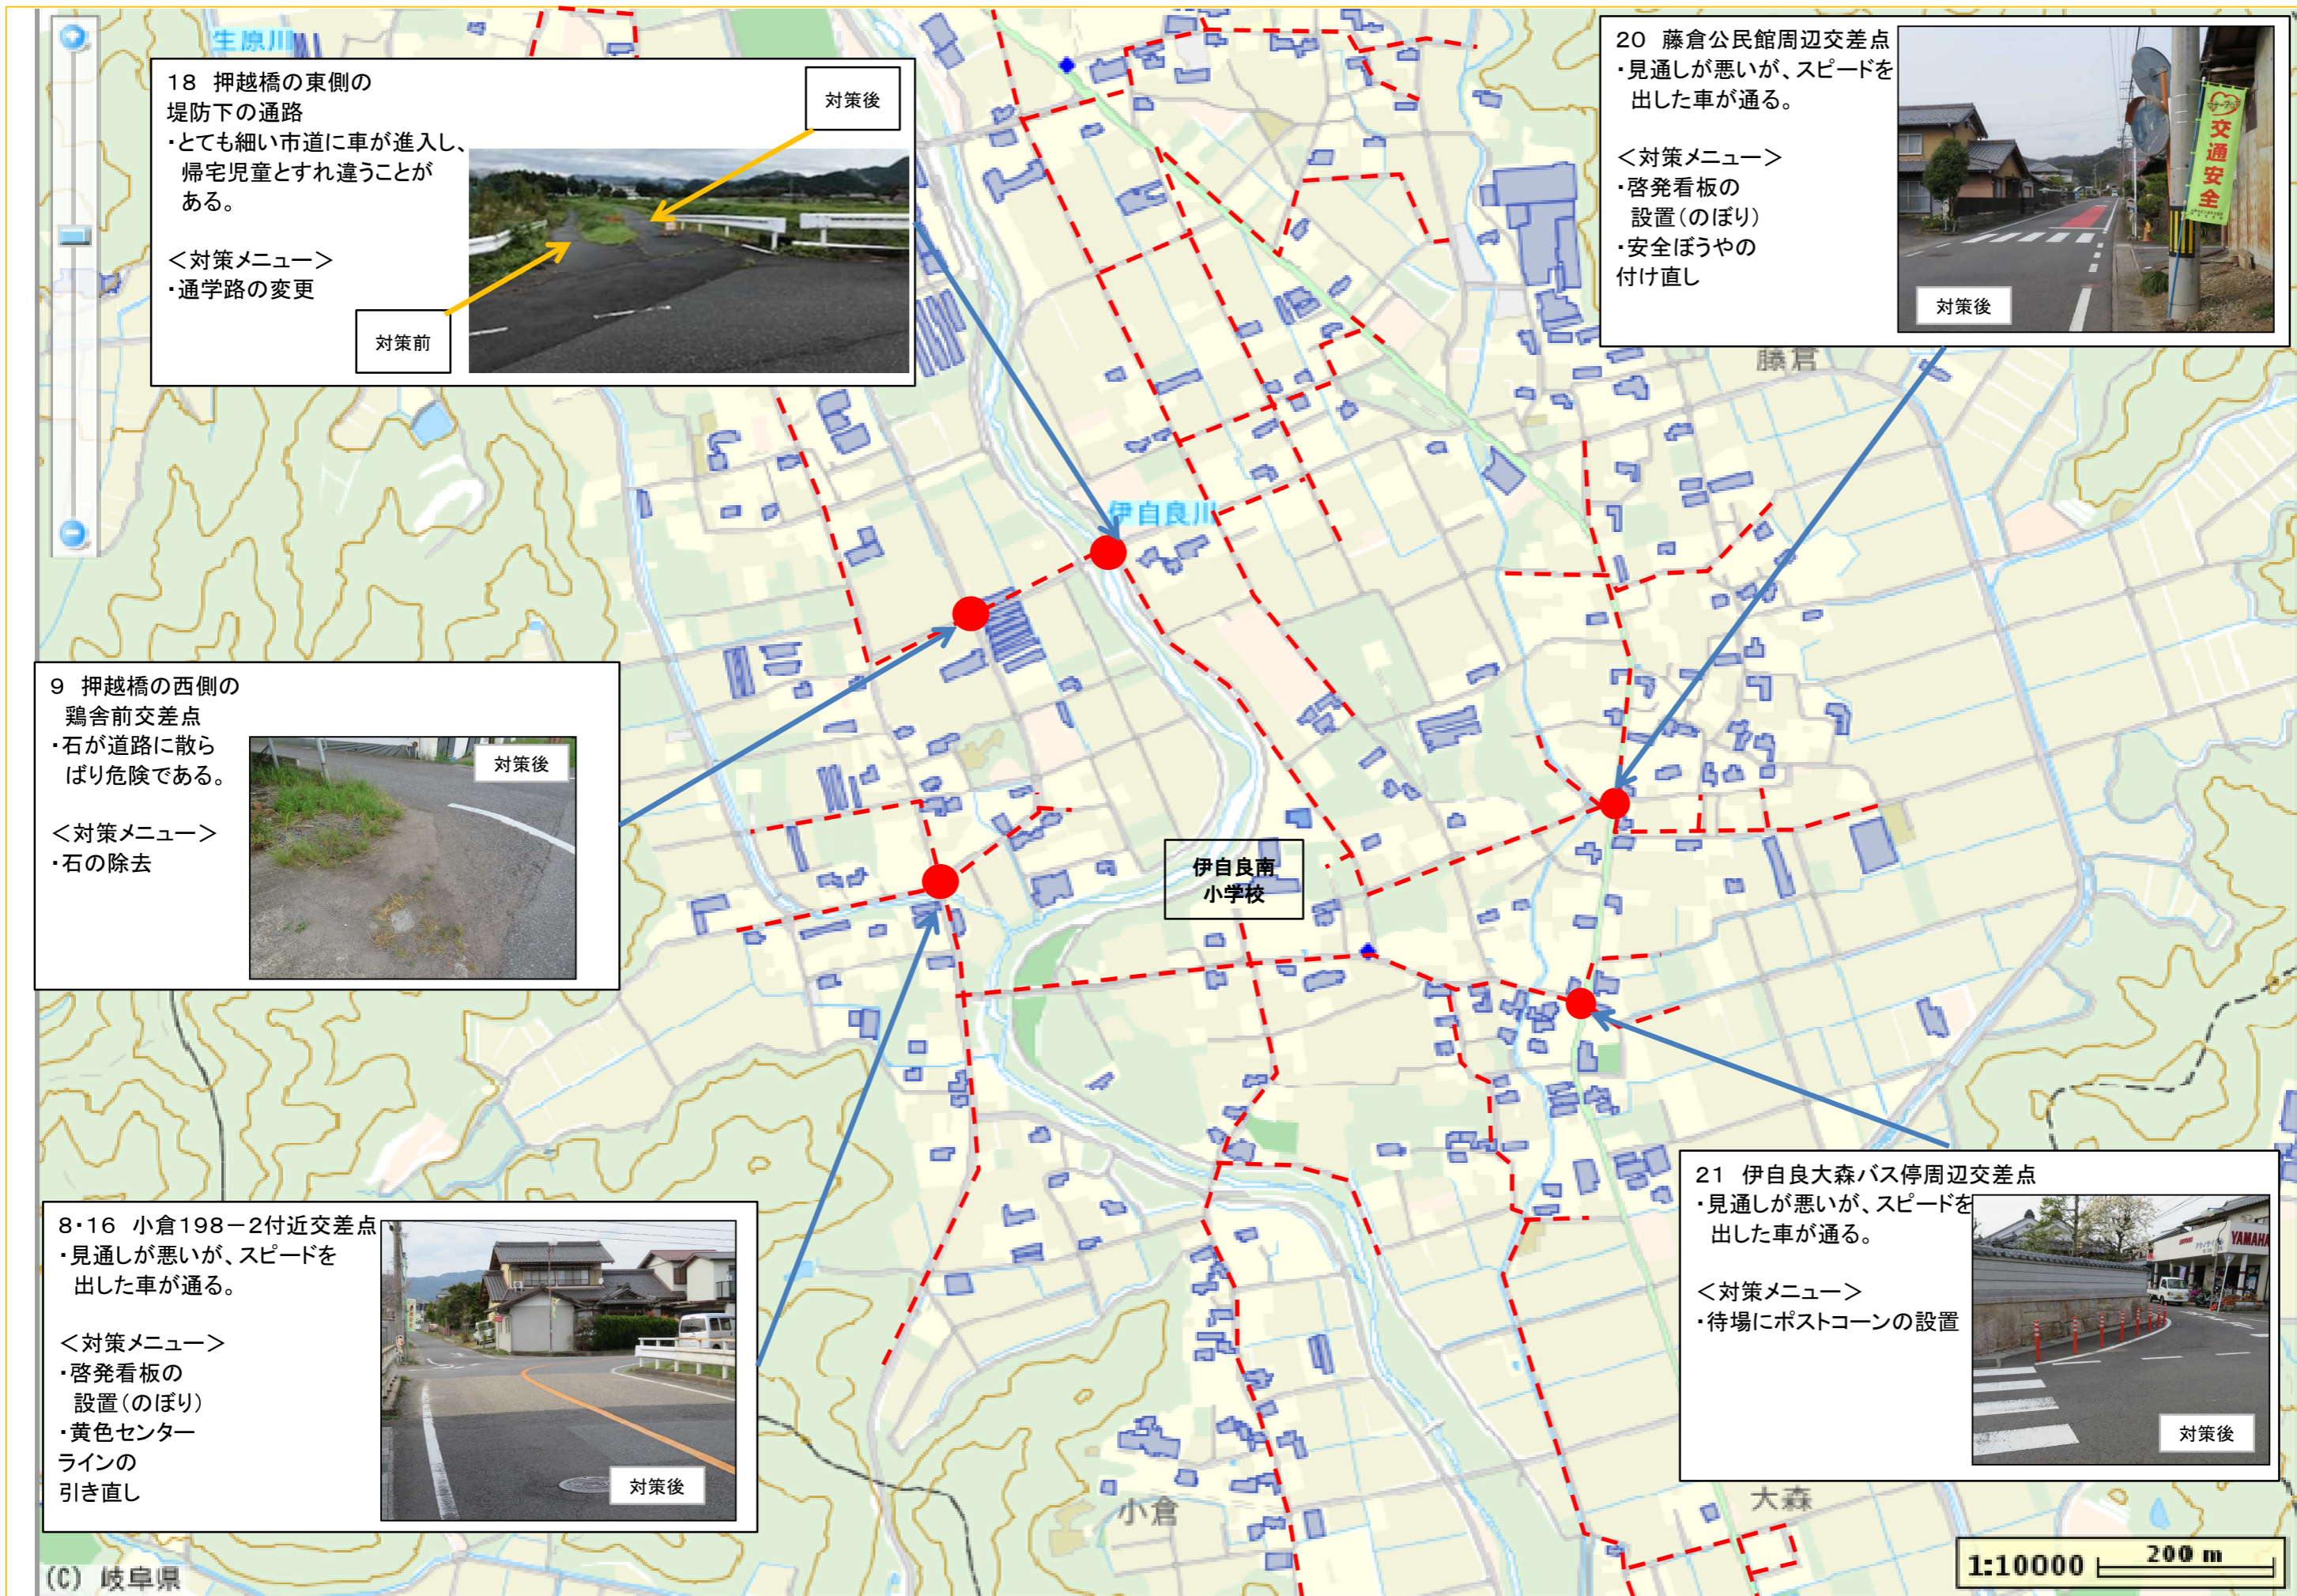 生原川
18 押越橋の東側の
堤防下の通路
・とても細い市道に車が進入し、
帰宅児童とすれ違うことが
ある。
＜対策メニュー＞
・通学路の変更
対策後
対策前
20 藤倉公民館周辺交差点
・見通しが悪いが、スピードを
出した車が通る。
＜対策メニュー＞
・啓発看板の
設置(のぼり)
・安全ぼうやの
付け直し
交通安全
対策後
藤倉
伊自良川
9 押越橋の西側の
鶏舎前交差点
・石が道路に散ら
ばり危険である。
＜対策メニュー＞
・石の除去
対策後
伊自良南
小学校
8・16 小倉198－2付近交差点
・見通しが悪いが、スピードを
出した車が通る。
＜対策メニュー＞
・啓発看板の
設置(のぼり)
・黄色センター
ラインの
引き直し
対策後
21 伊自良大森バス停周辺交差点
・見通しが悪いが、スピードを
出した車が通る。
＜対策メニュー＞
・待場にポストコーンの設置
YAMAHA
対策後
小倉
大森
(C) 岐阜県
1:10000
200 m